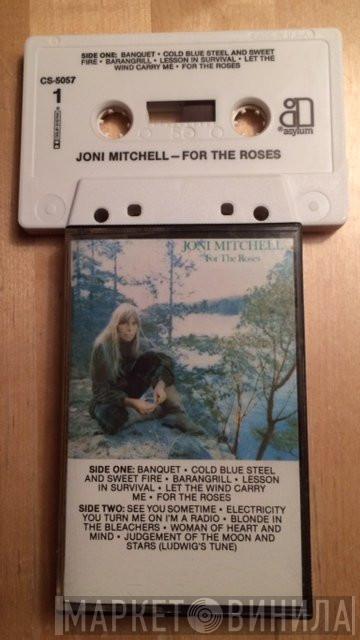 SIDE ONE: BANQUET • COLD BLUE STEEL AND SWEET
FIRE • BARANGRILL • LESSON IN SURVIVAL • LET THE
WIND CARRY ME • FOR THE ROSES
CS-5057
1
asylum
JONI MITCHELL—FOR THE ROSES
JONI MITCHELL
For The Roses
SIDE ONE: BANQUET • COLD BLUE STEEL
AND SWEET FIRE • BARANGRILL • LESSON
IN SURVIVAL • LET THE WIND CARRY
ME • FOR THE ROSES
SIDE TWO: SEE YOU SOMETIME • ELECTRICITY
YOU TURN ME ON I'M A RADIO • BLONDE IN
THE BLEACHERS • WOMAN OF HEART AND
MIND • JUDGEMENT OF THE MOON AND
STARS (LUDWIG'S TUNE)
МАРКЕТ ВИНИЛА